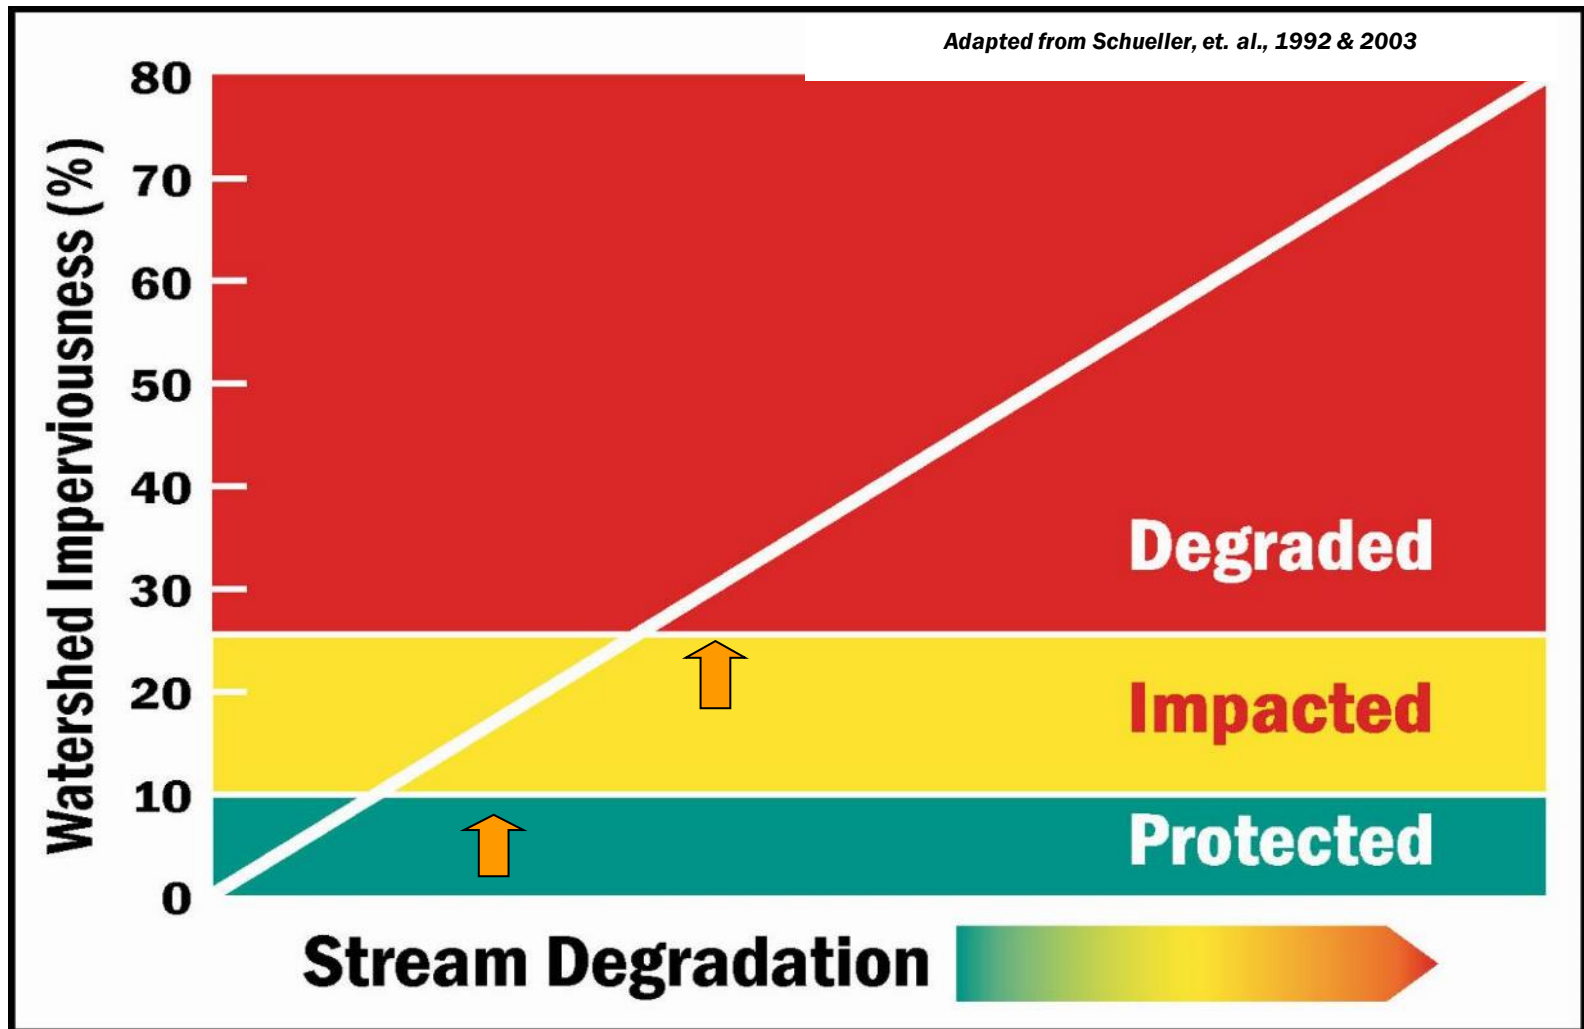 Adapted from Schueller, et. al., 1992 & 2003
Watershed Imperviousness (%)
80
70
60
50
40
30
20
10
0
Degraded
Impacted
Protected
Stream Degradation